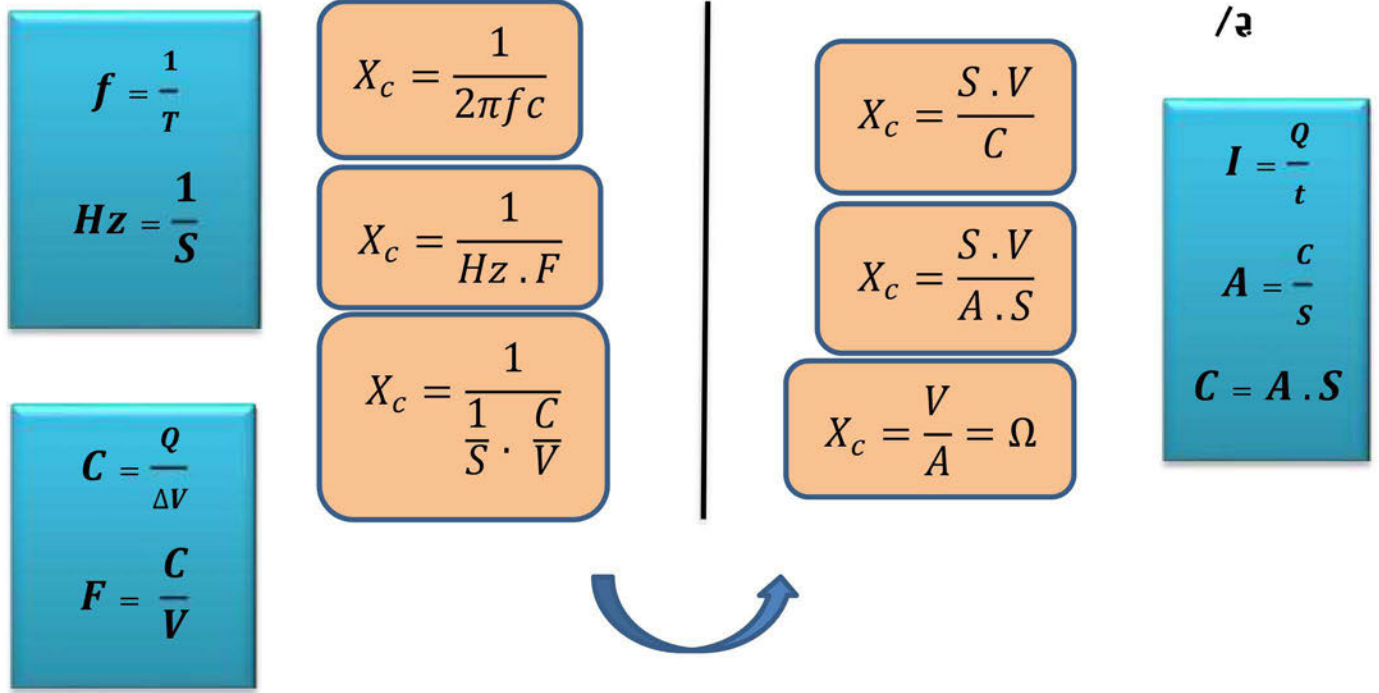 f = 1/T
Hz = 1/S
C = Q/ΔV
F = C/V
X_c = 1/(2πfc)
X_c = 1/(Hz . F)
X_c = 1/((1/S) . (C/V))
ج/
X_c = (S . V)/C
X_c = (S . V)/(A . S)
X_c = V/A = Ω
I = Q/t
A = C/S
C = A . S